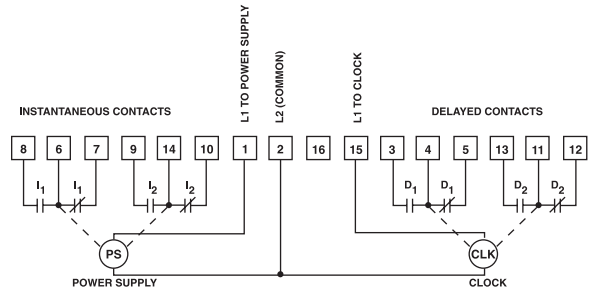 L1 TO POWER SUPPLY
L2 (COMMON)
L1 TO CLOCK
INSTANTANEOUS CONTACTS
DELAYED CONTACTS
8 6 7 9 14 10 1 2 16 15 3 4 5 13 11 12
I1 I1 I2 I2 D1 D1 D2 D2
PS CLK
POWER SUPPLY CLOCK